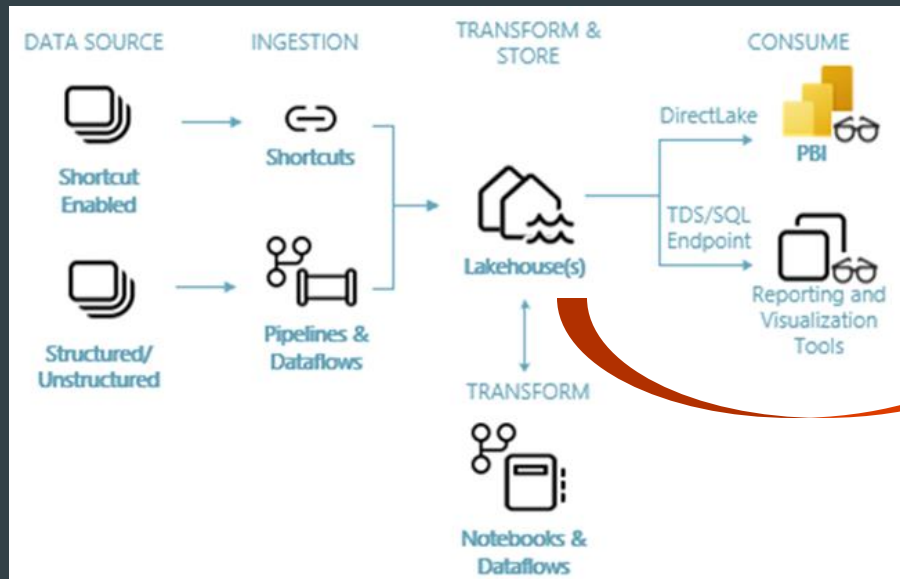 DATA SOURCE
INGESTION
TRANSFORM &
STORE
CONSUME
Shortcut
Enabled
Shortcuts
Structured/
Unstructured
Pipelines &
Dataflows
Lakehouse(s)
TRANSFORM
Notebooks &
Dataflows
DirectLake
PBI
TDS/SQL
Endpoint
Reporting and
Visualization
Tools